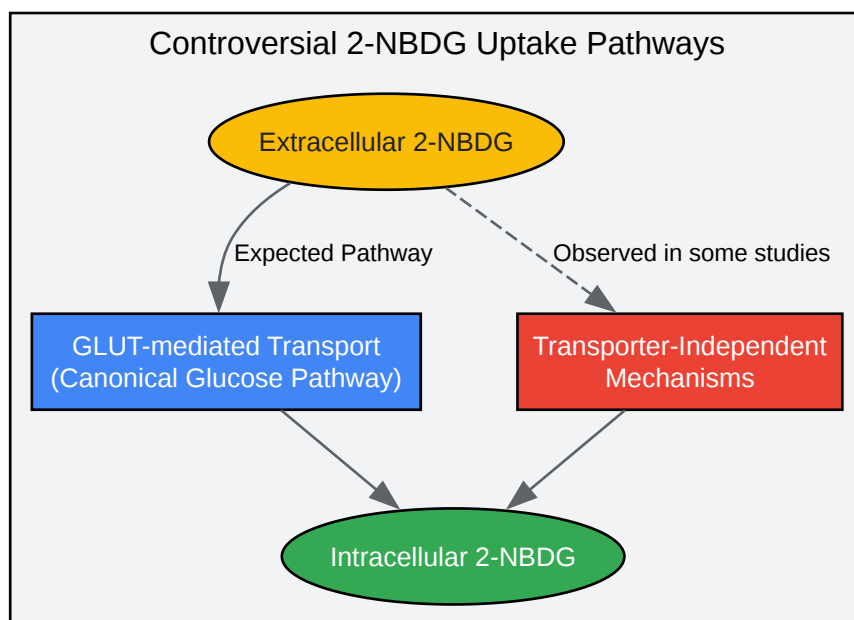 Controversial 2-NBDG Uptake Pathways
Extracellular 2-NBDG
Expected Pathway
Observed in some studies
GLUT-mediated Transport
(Canonical Glucose Pathway)
Transporter-Independent
Mechanisms
Intracellular 2-NBDG